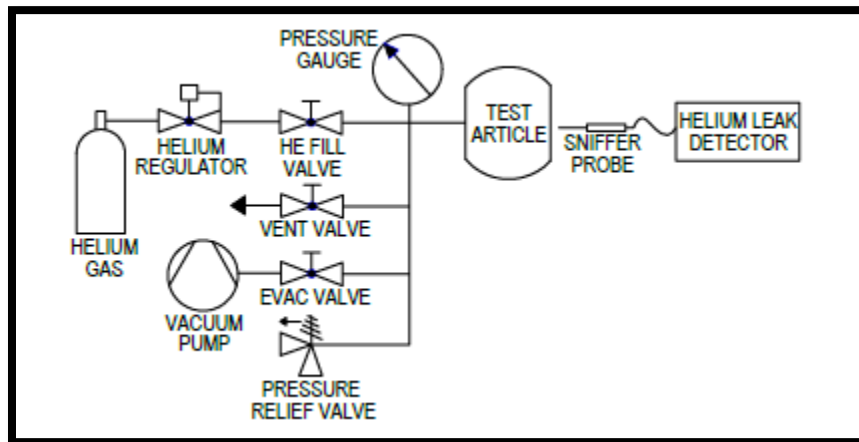 PRESSURE
GAUGE
HELIUM
REGULATOR
HE FILL
VALVE
TEST
ARTICLE
SNIFFER
PROBE
HELIUM LEAK
DETECTOR
HELIUM
GAS
VENT VALVE
EVAC VALVE
VACUUM
PUMP
PRESSURE
RELIEF VALVE